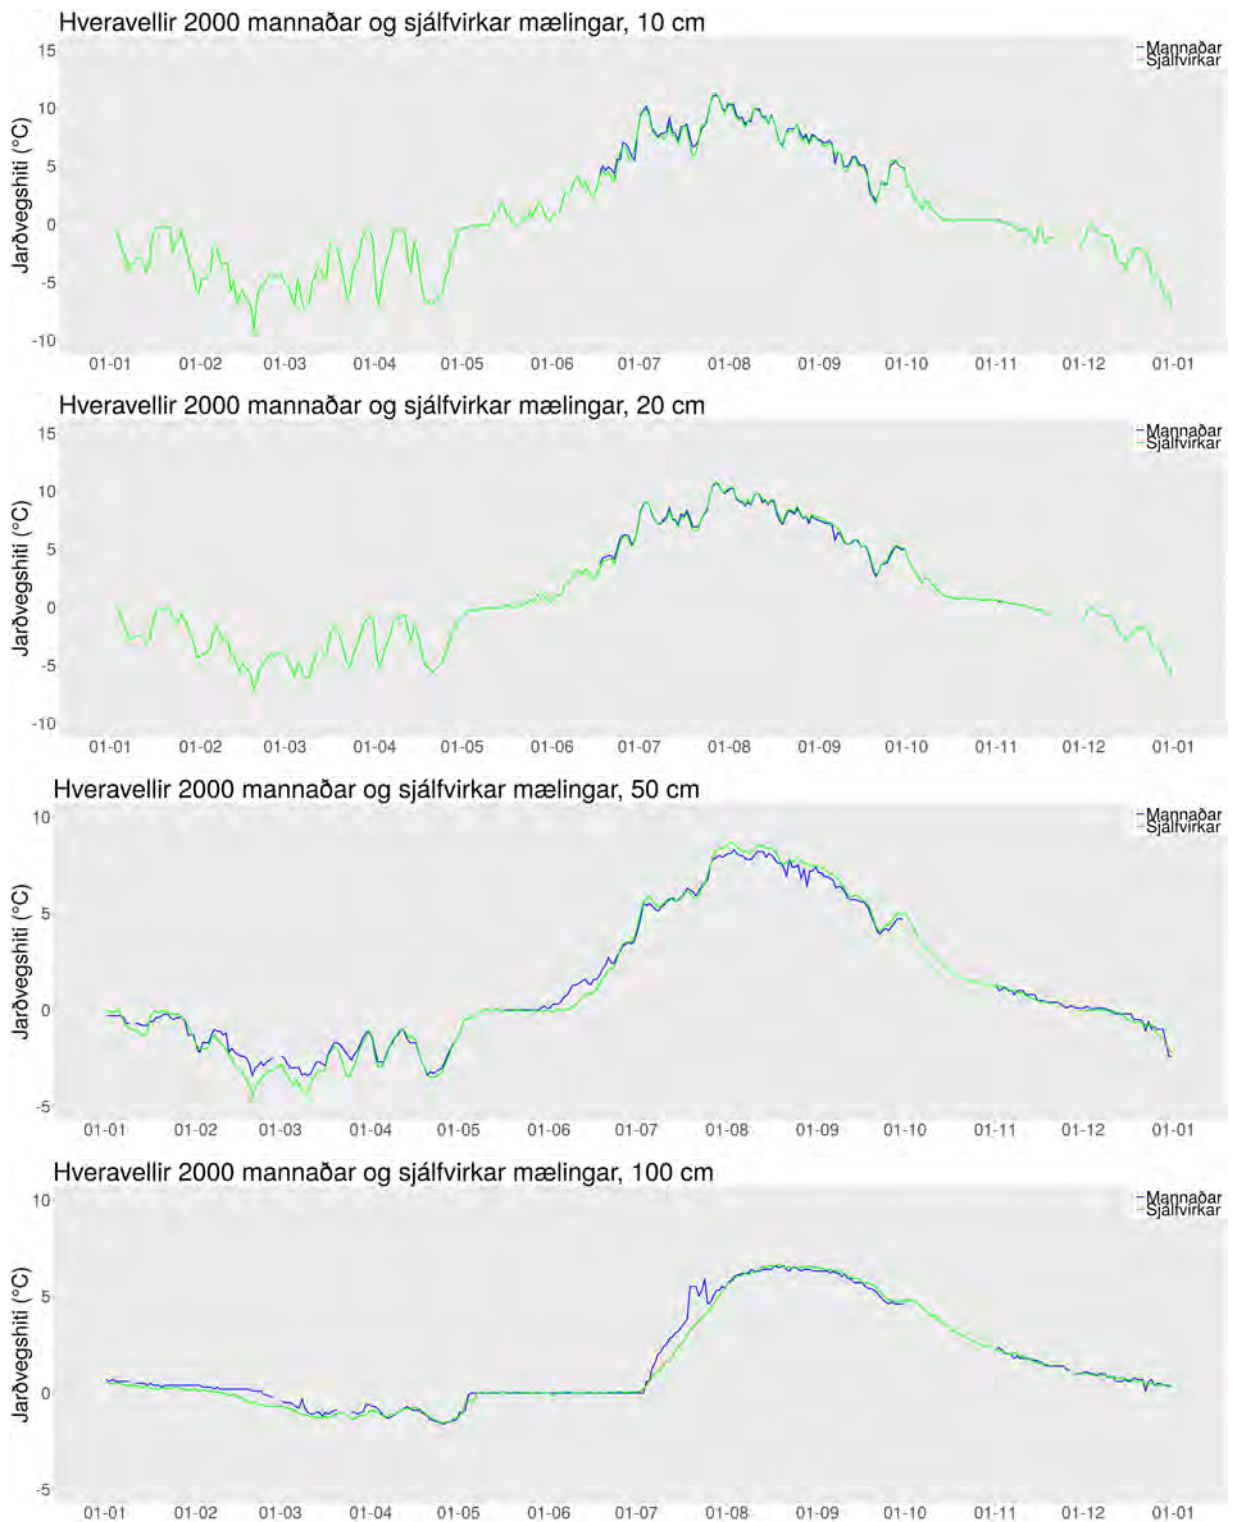 Hveravellir 2000 mannaðar og sjálfvirkar mælingar, 10 cm
Mannaðar
Sjálfvirkar
Jarðvegshiti (°C)
15
10
5
0
-5
-10
01-01 01-02 01-03 01-04 01-05 01-06 01-07 01-08 01-09 01-10 01-11 01-12 01-01
Hveravellir 2000 mannaðar og sjálfvirkar mælingar, 20 cm
Mannaðar
Sjálfvirkar
Jarðvegshiti (°C)
15
10
5
0
-5
-10
01-01 01-02 01-03 01-04 01-05 01-06 01-07 01-08 01-09 01-10 01-11 01-12 01-01
Hveravellir 2000 mannaðar og sjálfvirkar mælingar, 50 cm
Mannaðar
Sjálfvirkar
Jarðvegshiti (°C)
10
5
0
-5
01-01 01-02 01-03 01-04 01-05 01-06 01-07 01-08 01-09 01-10 01-11 01-12 01-01
Hveravellir 2000 mannaðar og sjálfvirkar mælingar, 100 cm
Mannaðar
Sjálfvirkar
Jarðvegshiti (°C)
10
5
0
-5
01-01 01-02 01-03 01-04 01-05 01-06 01-07 01-08 01-09 01-10 01-11 01-12 01-01